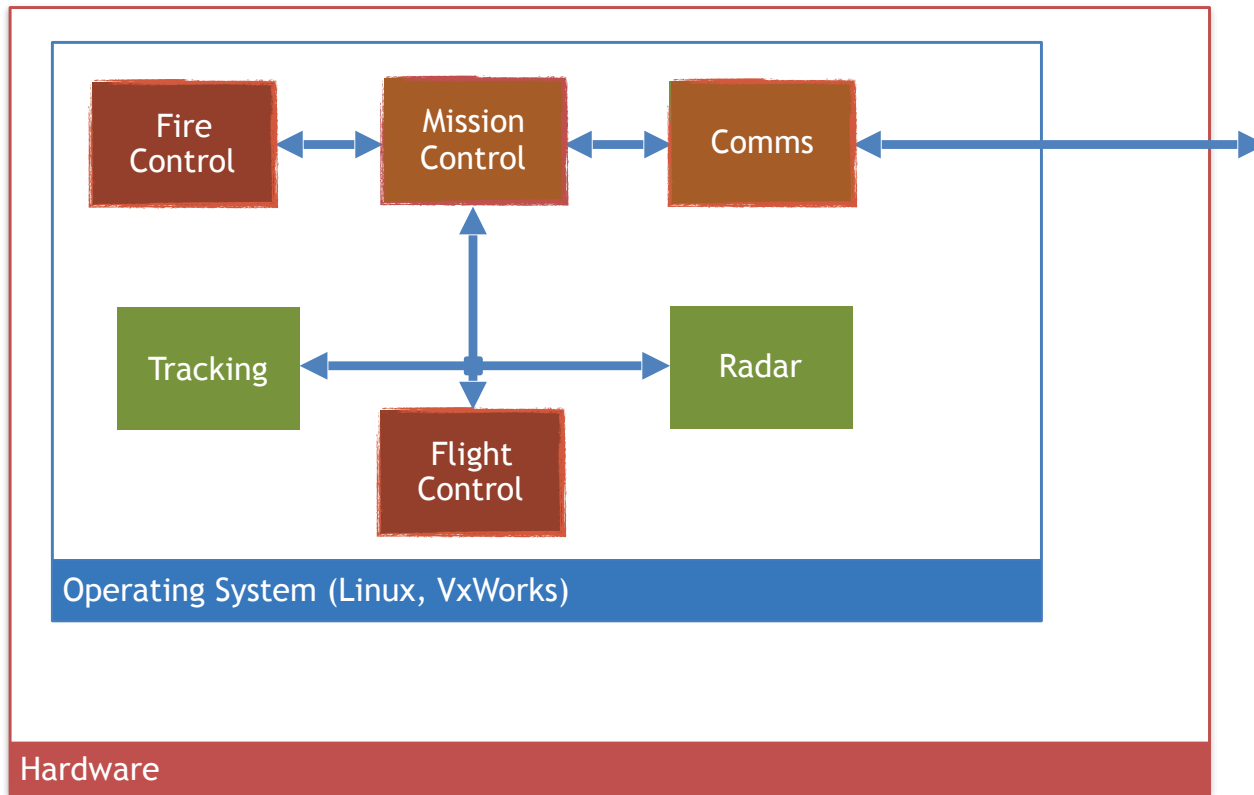 Fire
Control
Mission
Control
Comms
Tracking
Radar
Flight
Control
Operating System (Linux, VxWorks)
Hardware